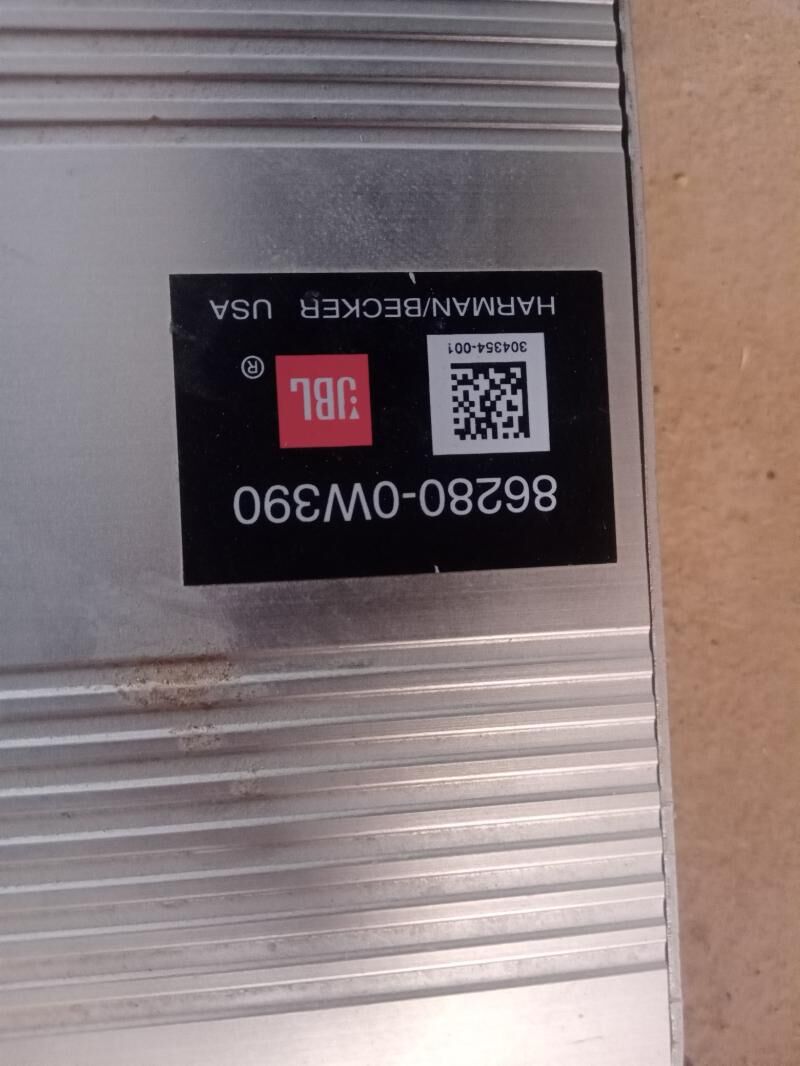 86280-0W390
304354-001
JBL®
HARMAN/BECKER USA